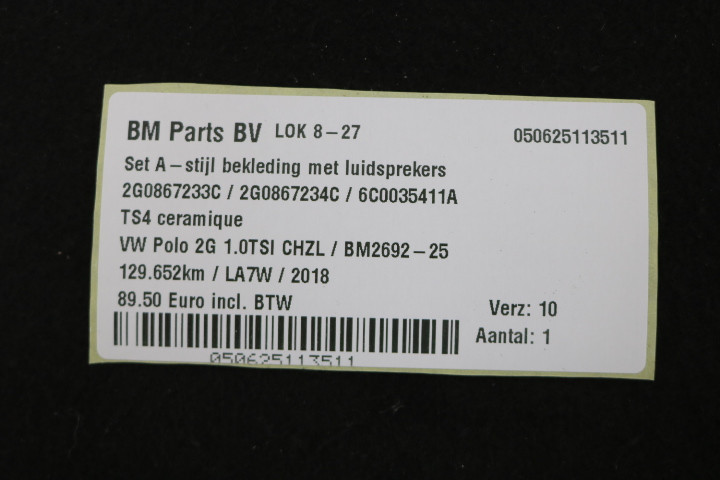 BM Parts BV LOK 8-27 050625113511
Set A-stijl bekleding met luidsprekers
2G0867233C / 2G0867234C / 6C0035411A
TS4 ceramique
VW Polo 2G 1.0TSI CHZL / BM2692-25
129.652km / LA7W / 2018
89.50 Euro incl. BTW Verz: 10
Aantal: 1
050625113511